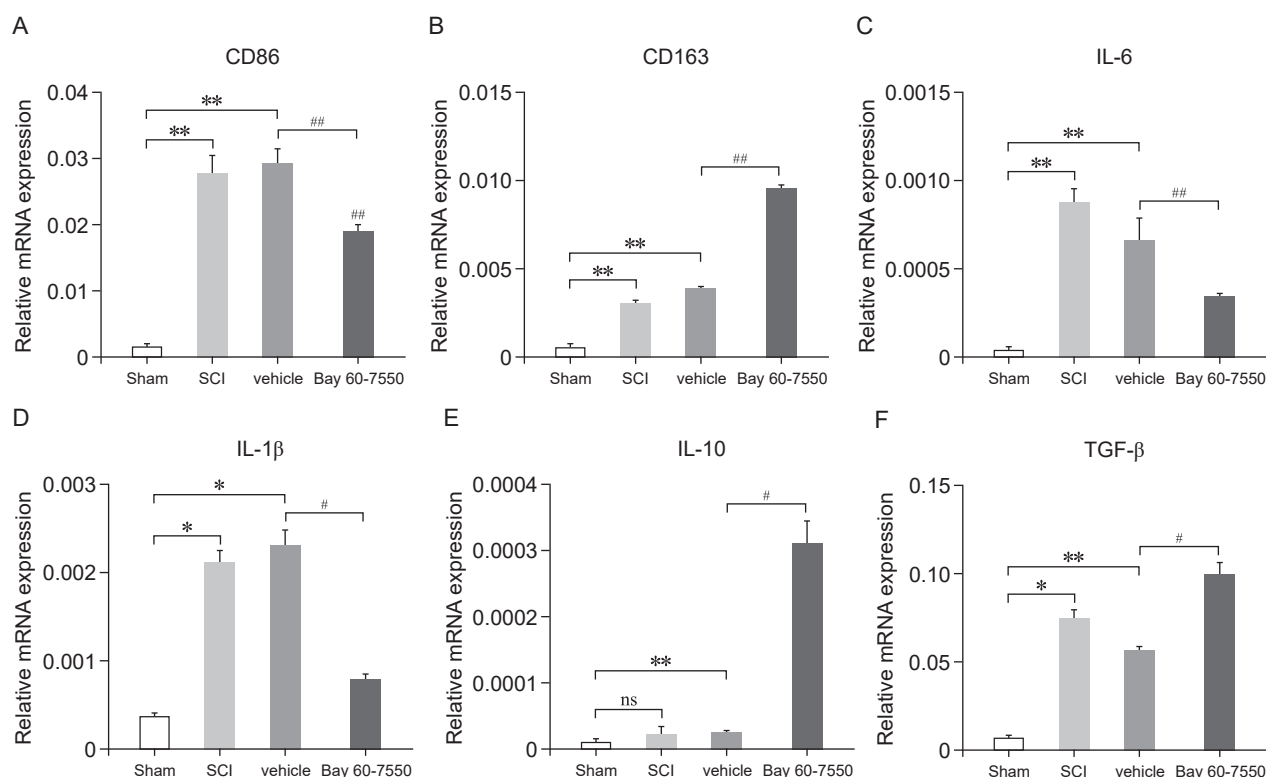 A
CD86
Relative mRNA expression
0.04
0.03
0.02
0.01
0
**
**
##
##
Sham SCI vehicle Bay 60-7550
B
CD163
Relative mRNA expression
0.015
0.010
0.005
0
**
**
##
Sham SCI vehicle Bay 60-7550
C
IL-6
Relative mRNA expression
0.0015
0.0010
0.0005
0
**
**
##
Sham SCI vehicle Bay 60-7550
D
IL-1β
Relative mRNA expression
0.003
0.002
0.001
0
*
*
#
Sham SCI vehicle Bay 60-7550
E
IL-10
Relative mRNA expression
0.0004
0.0003
0.0002
0.0001
0
#
**
ns
Sham SCI vehicle Bay 60-7550
F
TGF-β
Relative mRNA expression
0.15
0.10
0.05
0
#
**
*
Sham SCI vehicle Bay 60-7550